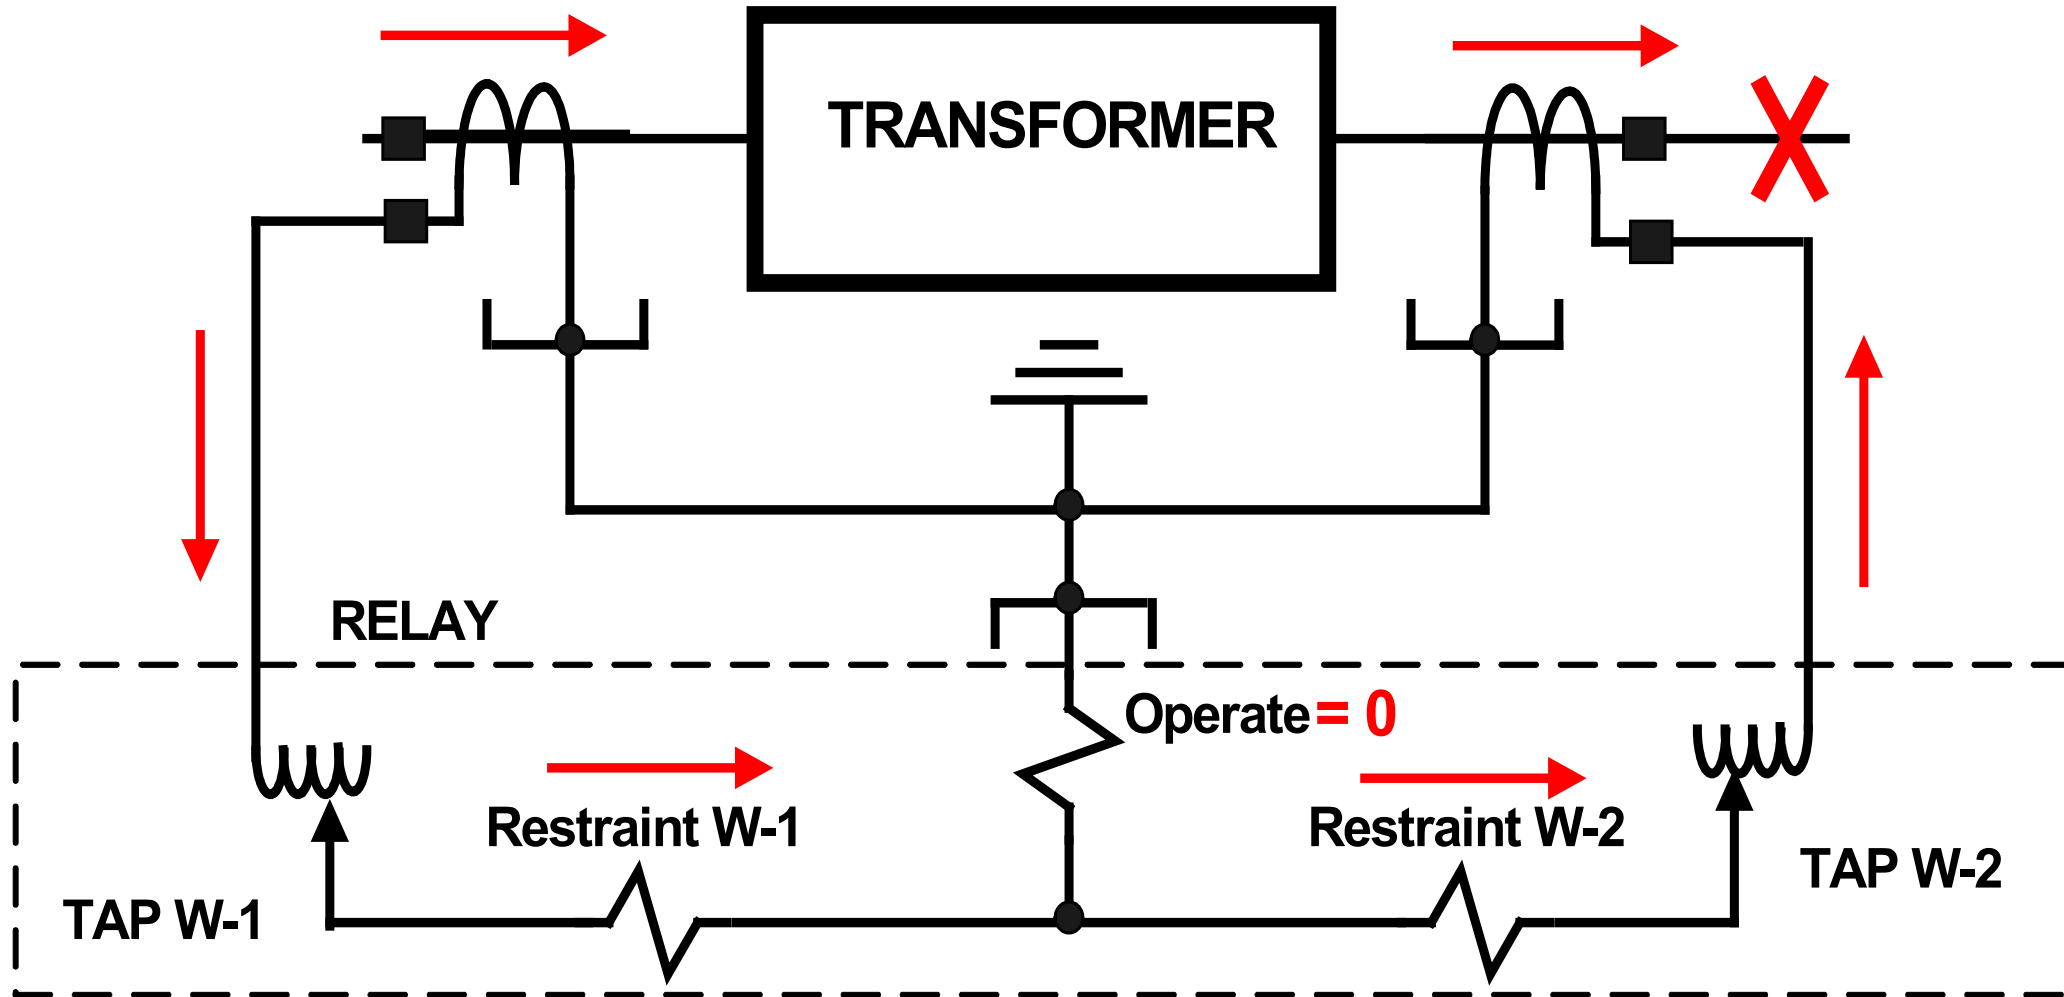 TRANSFORMER
RELAY
Operate = 0
Restraint W-1
Restraint W-2
TAP W-1
TAP W-2